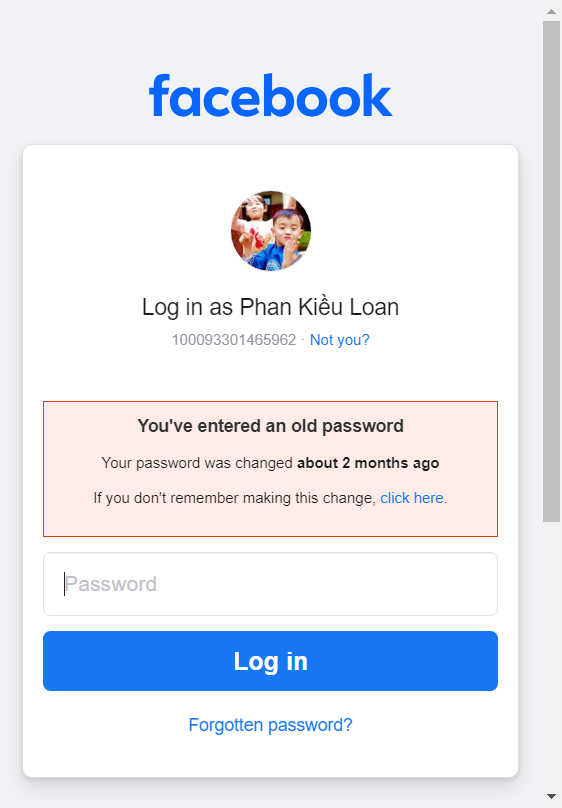 facebook
Log in as Phan Kiều Loan
100093301465962 · Not you?
You've entered an old password
Your password was changed about 2 months ago
If you don't remember making this change, click here.
Password
Log in
Forgotten password?